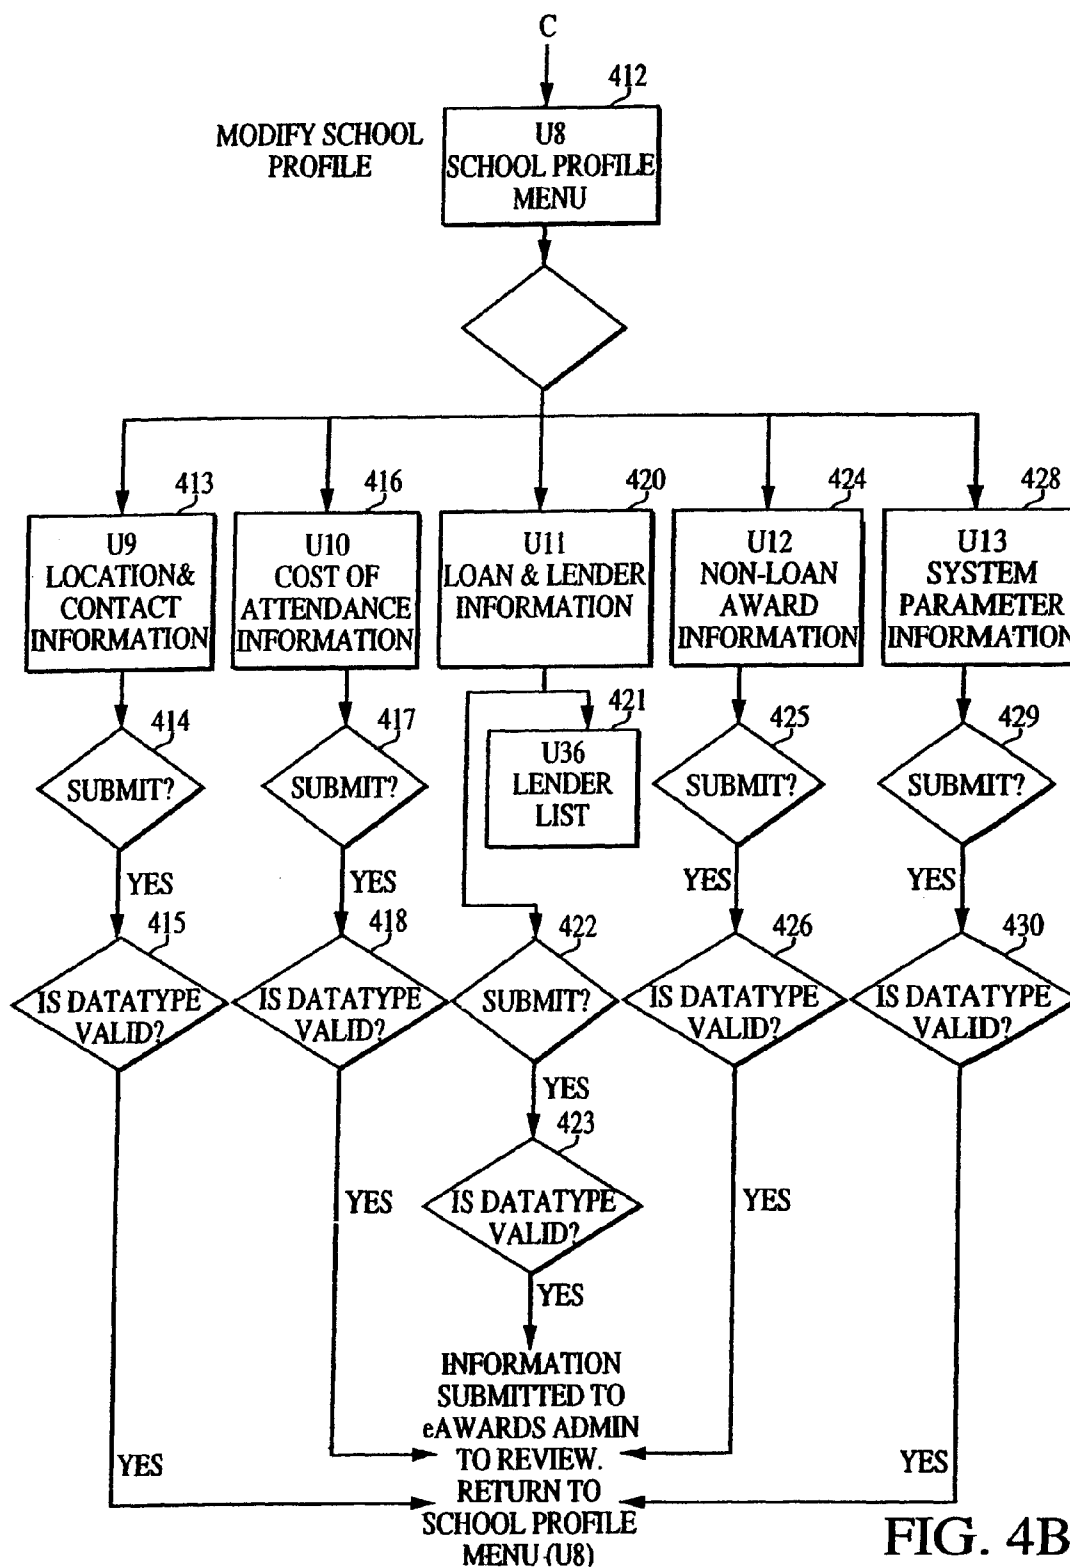 C
412
MODIFY SCHOOL
PROFILE
U8
SCHOOL PROFILE
MENU
413
U9
LOCATION&
CONTACT
INFORMATION
416
U10
COST OF
ATTENDANCE
INFORMATION
420
U11
LOAN & LENDER
INFORMATION
424
U12
NON-LOAN
AWARD
INFORMATION
428
U13
SYSTEM
PARAMETER
INFORMATION
414
SUBMIT?
417
SUBMIT?
421
U36
LENDER
LIST
425
SUBMIT?
429
SUBMIT?
YES
YES
YES
YES
415
IS DATATYPE
VALID?
418
IS DATATYPE
VALID?
422
SUBMIT?
426
IS DATATYPE
VALID?
430
IS DATATYPE
VALID?
YES
423
IS DATATYPE
VALID?
YES
YES
YES
INFORMATION
SUBMITTED TO
eAWARDS ADMIN
TO REVIEW.
RETURN TO
SCHOOL PROFILE
MENU (U8)
YES
YES
FIG. 4B